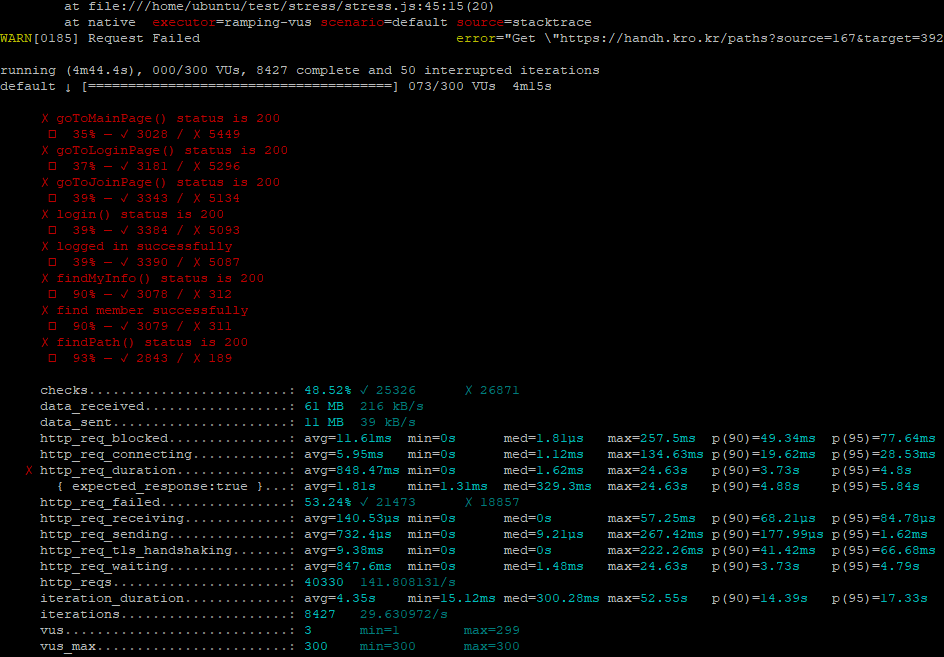 at file:///home/ubuntu/test/stress/stress.js:45:15(20)
at native  executor=ramping-vus scenario=default source=stacktrace
WARN[0185] Request Failed                                error="Get \"https://handh.kro.kr/paths?source=167&target=392
running (4m44.4s), 000/300 VUs, 8427 complete and 50 interrupted iterations
default ↓ [======================================] 073/300 VUs  4m15s
✗ goToMainPage() status is 200
↳  35% — ✓ 3028 / ✗ 5449
✗ goToLoginPage() status is 200
↳  37% — ✓ 3181 / ✗ 5296
✗ goToJoinPage() status is 200
↳  39% — ✓ 3343 / ✗ 5134
✗ login() status is 200
↳  39% — ✓ 3384 / ✗ 5093
✗ logged in successfully
↳  39% — ✓ 3390 / ✗ 5087
✗ findMyInfo() status is 200
↳  90% — ✓ 3078 / ✗ 312
✗ find member successfully
↳  90% — ✓ 3079 / ✗ 311
✗ findPath() status is 200
↳  93% — ✓ 2843 / ✗ 189
checks.........................: 48.52% ✓ 25326      ✗ 26871
data_received..................: 61 MB  216 kB/s
data_sent......................: 11 MB  39 kB/s
http_req_blocked...............: avg=11.61ms  min=0s      med=1.81µs   max=257.5ms  p(90)=49.34ms  p(95)=77.64ms
http_req_connecting............: avg=5.95ms   min=0s      med=1.12ms   max=134.63ms p(90)=19.62ms  p(95)=28.53ms
✗ http_req_duration..............: avg=848.47ms min=0s      med=1.62ms   max=24.63s   p(90)=3.73s    p(95)=4.8s
{ expected_response:true }...: avg=1.81s    min=1.31ms  med=329.3ms  max=24.63s   p(90)=4.88s    p(95)=5.84s
http_req_failed................: 53.24% ✓ 21473      ✗ 18857
http_req_receiving.............: avg=140.53µs min=0s      med=0s       max=57.25ms  p(90)=68.21µs  p(95)=84.78µs
http_req_sending...............: avg=732.4µs  min=0s      med=9.21µs   max=267.42ms p(90)=177.99µs p(95)=1.62ms
http_req_tls_handshaking.......: avg=9.38ms   min=0s      med=0s       max=222.26ms p(90)=41.42ms  p(95)=66.68ms
http_req_waiting...............: avg=847.6ms  min=0s      med=1.48ms   max=24.63s   p(90)=3.73s    p(95)=4.79s
http_reqs......................: 40330  141.808131/s
iteration_duration.............: avg=4.35s    min=15.12ms med=300.28ms max=52.55s   p(90)=14.39s   p(95)=17.33s
iterations.....................: 8427   29.630972/s
vus............................: 3      min=1        max=299
vus_max........................: 300    min=300      max=300